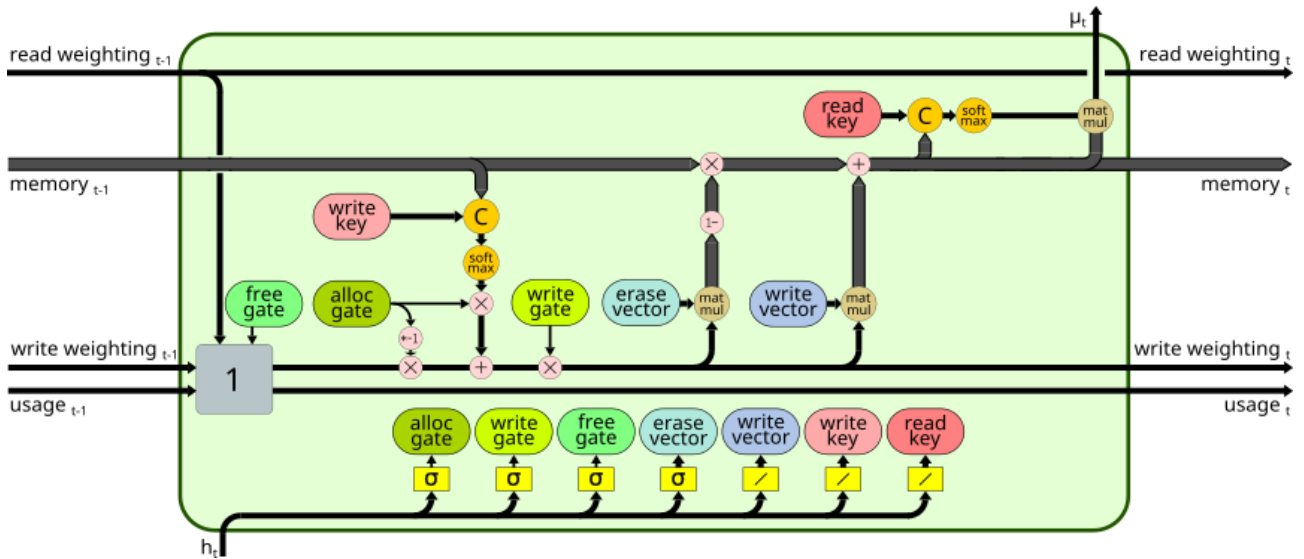 μt
read weighting t-1
read weighting t
read
key
C
soft
max
mat
mul
×
+
memory t-1
memory t
write
key
C
1-
soft
max
free
gate
alloc
gate
×
write
gate
erase
vector
mat
mul
write
vector
mat
mul
write weighting t-1
write weighting t
1
×
+
×
usage t-1
usage t
alloc
gate
write
gate
free
gate
erase
vector
write
vector
write
key
read
key
σ
σ
σ
σ
/
/
/
ht